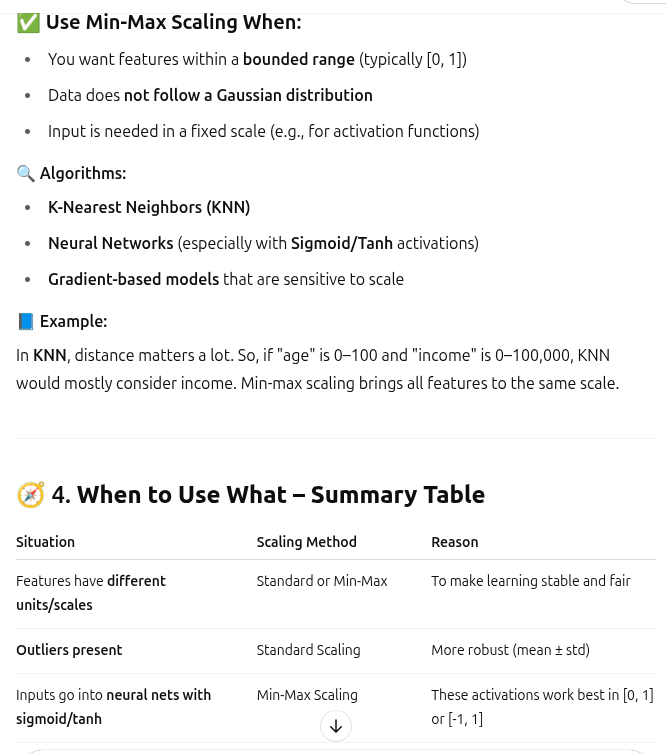 ✅ Use Min-Max Scaling When:
• You want features within a bounded range (typically [0, 1])
• Data does not follow a Gaussian distribution
• Input is needed in a fixed scale (e.g., for activation functions)
🔍 Algorithms:
• K-Nearest Neighbors (KNN)
• Neural Networks (especially with Sigmoid/Tanh activations)
• Gradient-based models that are sensitive to scale
📘 Example:
In KNN, distance matters a lot. So, if "age" is 0–100 and "income" is 0–100,000, KNN
would mostly consider income. Min-max scaling brings all features to the same scale.
🧭 4. When to Use What – Summary Table
Situation Scaling Method Reason
Features have different Standard or Min-Max To make learning stable and fair
units/scales
Outliers present Standard Scaling More robust (mean ± std)
Inputs go into neural nets with Min-Max Scaling These activations work best in [0, 1]
sigmoid/tanh or [-1, 1]